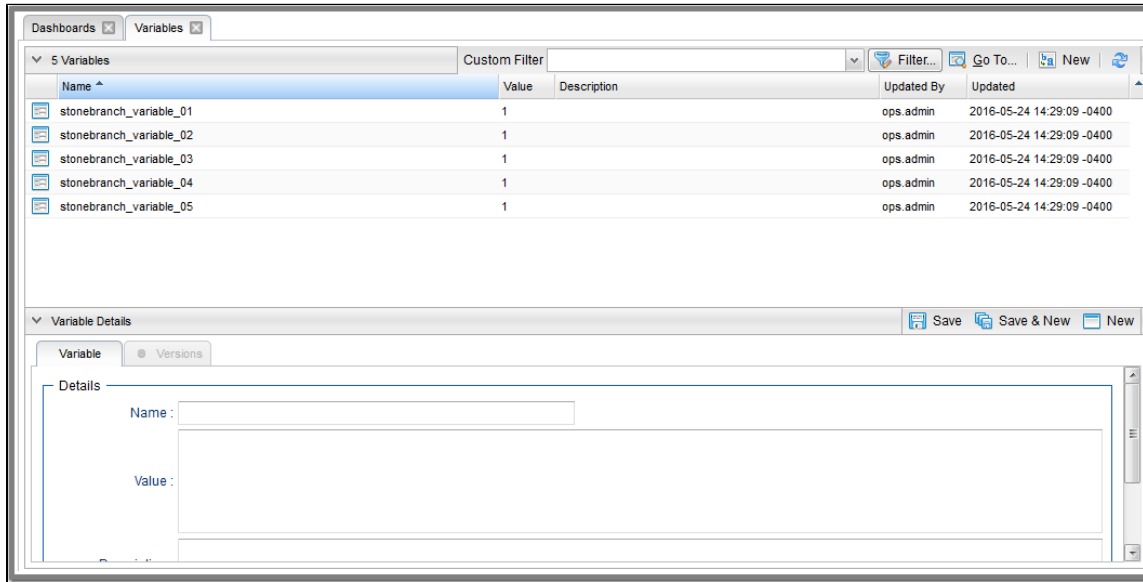 Dashboards Variables
5 Variables Custom Filter Filter... Go To... New
Name Value Description Updated By Updated
stonebranch_variable_01 1 ops.admin 2016-05-24 14:29:09 -0400
stonebranch_variable_02 1 ops.admin 2016-05-24 14:29:09 -0400
stonebranch_variable_03 1 ops.admin 2016-05-24 14:29:09 -0400
stonebranch_variable_04 1 ops.admin 2016-05-24 14:29:09 -0400
stonebranch_variable_05 1 ops.admin 2016-05-24 14:29:09 -0400
Variable Details Save Save & New New
Variable Versions
Details
Name :
Value :